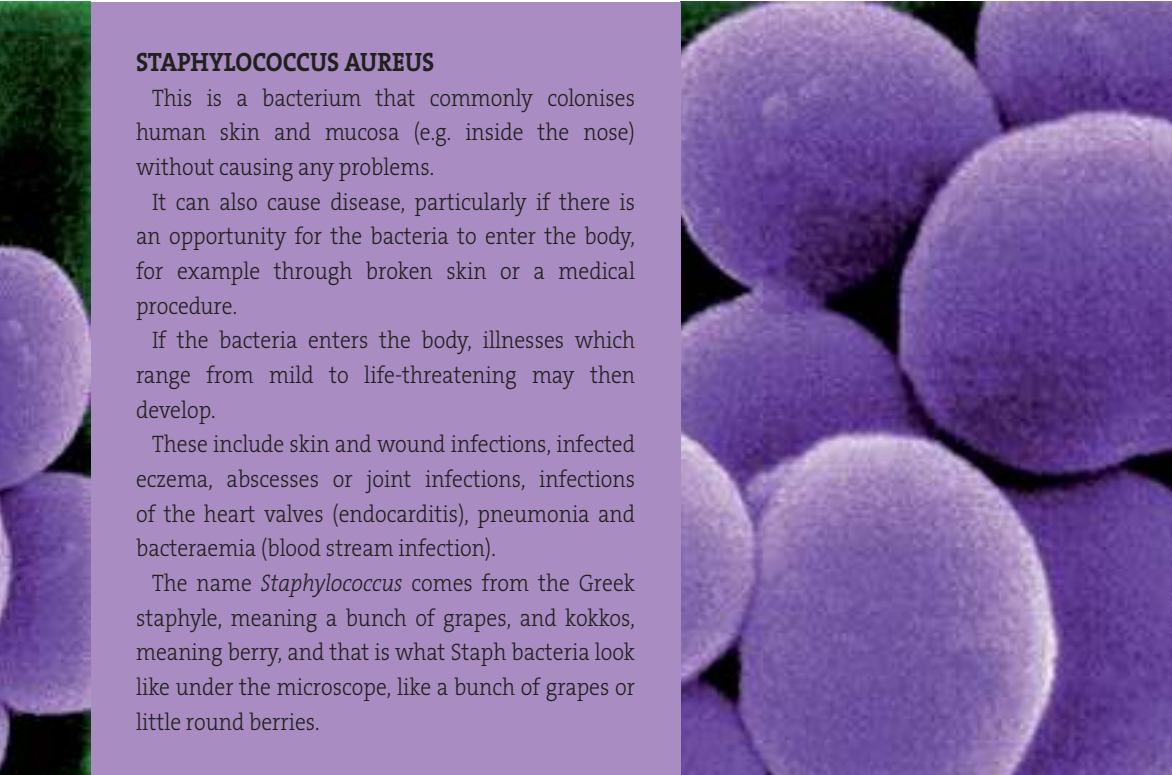 STAPHYLOCOCCUS AUREUS
This is a bacterium that commonly colonises
human skin and mucosa (e.g. inside the nose)
without causing any problems.
It can also cause disease, particularly if there is
an opportunity for the bacteria to enter the body,
for example through broken skin or a medical
procedure.
If the bacteria enters the body, illnesses which
range from mild to life-threatening may then
develop.
These include skin and wound infections, infected
eczema, abscesses or joint infections, infections
of the heart valves (endocarditis), pneumonia and
bacteraemia (blood stream infection).
The name Staphylococcus comes from the Greek
staphyle, meaning a bunch of grapes, and kokkos,
meaning berry, and that is what Staph bacteria look
like under the microscope, like a bunch of grapes or
little round berries.